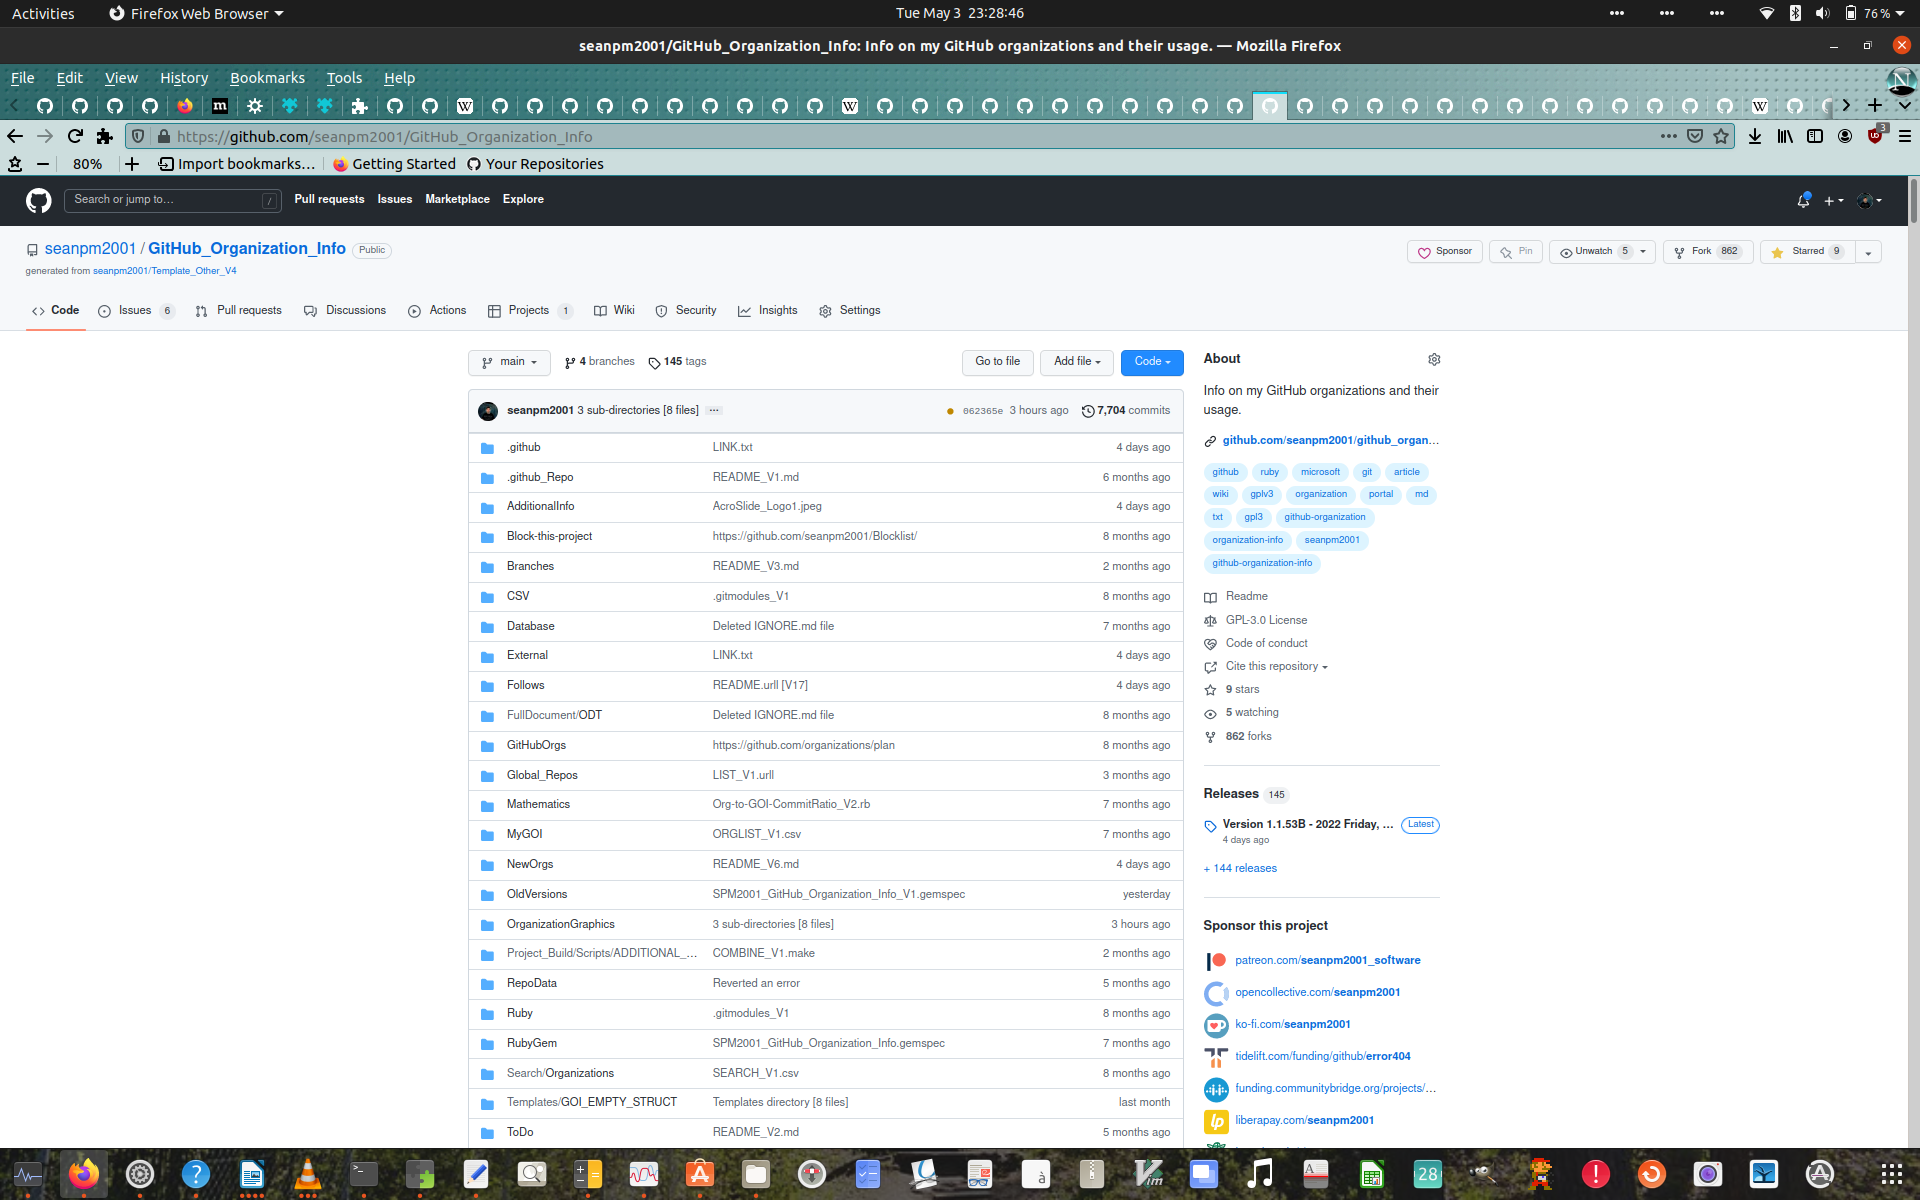 Activities Firefox Web Browser Tue May 3 23:28:46 76 %
seanpm2001/GitHub_Organization_Info: Info on my GitHub organizations and their usage. — Mozilla Firefox
File Edit View History Bookmarks Tools Help
https://github.com/seanpm2001/GitHub_Organization_Info 3
80% Import bookmarks… Getting Started Your Repositories
Search or jump to… / Pull requests Issues Marketplace Explore
seanpm2001 / GitHub_Organization_Info Public Sponsor Pin Unwatch 5 Fork 862 Starred 9
generated from seanpm2001/Template_Other_V4
Code Issues 6 Pull requests Discussions Actions Projects 1 Wiki Security Insights Settings
main 4 branches 145 tags Go to file Add file Code
seanpm2001 3 sub-directories [8 files] ... 062365e 3 hours ago 7,704 commits
.github LINK.txt 4 days ago
.github_Repo README_V1.md 6 months ago
AdditionalInfo AcroSlide_Logo1.jpeg 4 days ago
Block-this-project https://github.com/seanpm2001/Blocklist/ 8 months ago
Branches README_V3.md 2 months ago
CSV .gitmodules_V1 8 months ago
Database Deleted IGNORE.md file 7 months ago
External LINK.txt 4 days ago
Follows README.urll [V17] 4 days ago
FullDocument/ODT Deleted IGNORE.md file 8 months ago
GitHubOrgs https://github.com/organizations/plan 8 months ago
Global_Repos LIST_V1.urll 3 months ago
Mathematics Org-to-GOI-CommitRatio_V2.rb 7 months ago
MyGOI ORGLIST_V1.csv 7 months ago
NewOrgs README_V6.md 4 days ago
OldVersions SPM2001_GitHub_Organization_Info_V1.gemspec yesterday
OrganizationGraphics 3 sub-directories [8 files] 3 hours ago
Project_Build/Scripts/ADDITIONAL_… COMBINE_V1.make 2 months ago
RepoData Reverted an error 5 months ago
Ruby .gitmodules_V1 8 months ago
RubyGem SPM2001_GitHub_Organization_Info.gemspec 7 months ago
Search/Organizations SEARCH_V1.csv 8 months ago
Templates/GOI_EMPTY_STRUCT Templates directory [8 files] last month
ToDo README_V2.md 5 months ago
About
Info on my GitHub organizations and their
usage.
github.com/seanpm2001/github_organ…
github ruby microsoft git article
wiki gplv3 organization portal md
txt gpl3 github-organization
organization-info seanpm2001
github-organization-info
Readme
GPL-3.0 License
Code of conduct
Cite this repository
9 stars
5 watching
862 forks
Releases 145
Version 1.1.53B - 2022 Friday, … Latest
4 days ago
+ 144 releases
Sponsor this project
patreon.com/seanpm2001_software
opencollective.com/seanpm2001
ko-fi.com/seanpm2001
tidelift.com/funding/github/error404
funding.communitybridge.org/projects/…
liberapay.com/seanpm2001
28